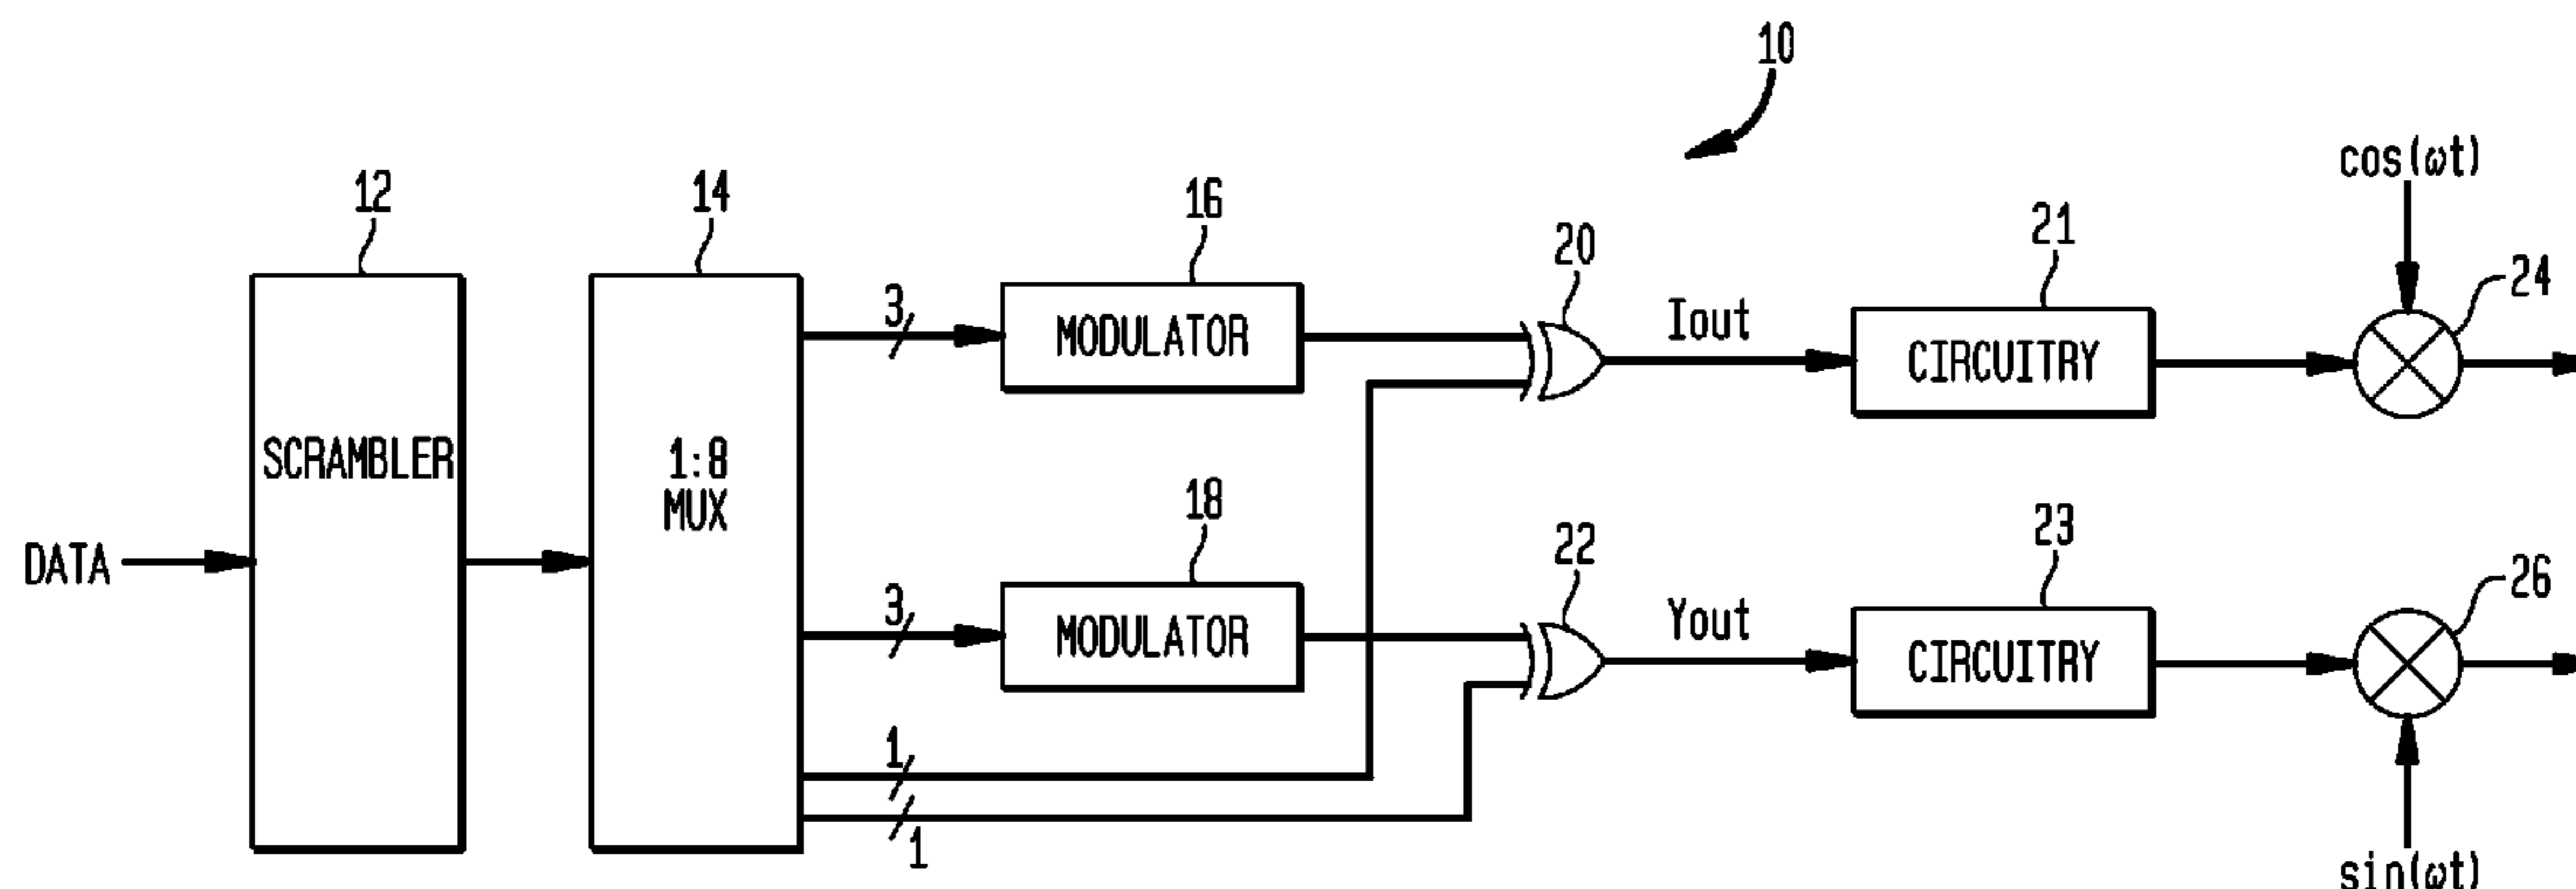 10
cos(ωt)
12
14
16
20
21
24
3
MODULATOR
Iout
CIRCUITRY
SCRAMBLER
1:8
MUX
18
22
23
26
DATA
3
MODULATOR
Yout
CIRCUITRY
1
1
sin(ωt)